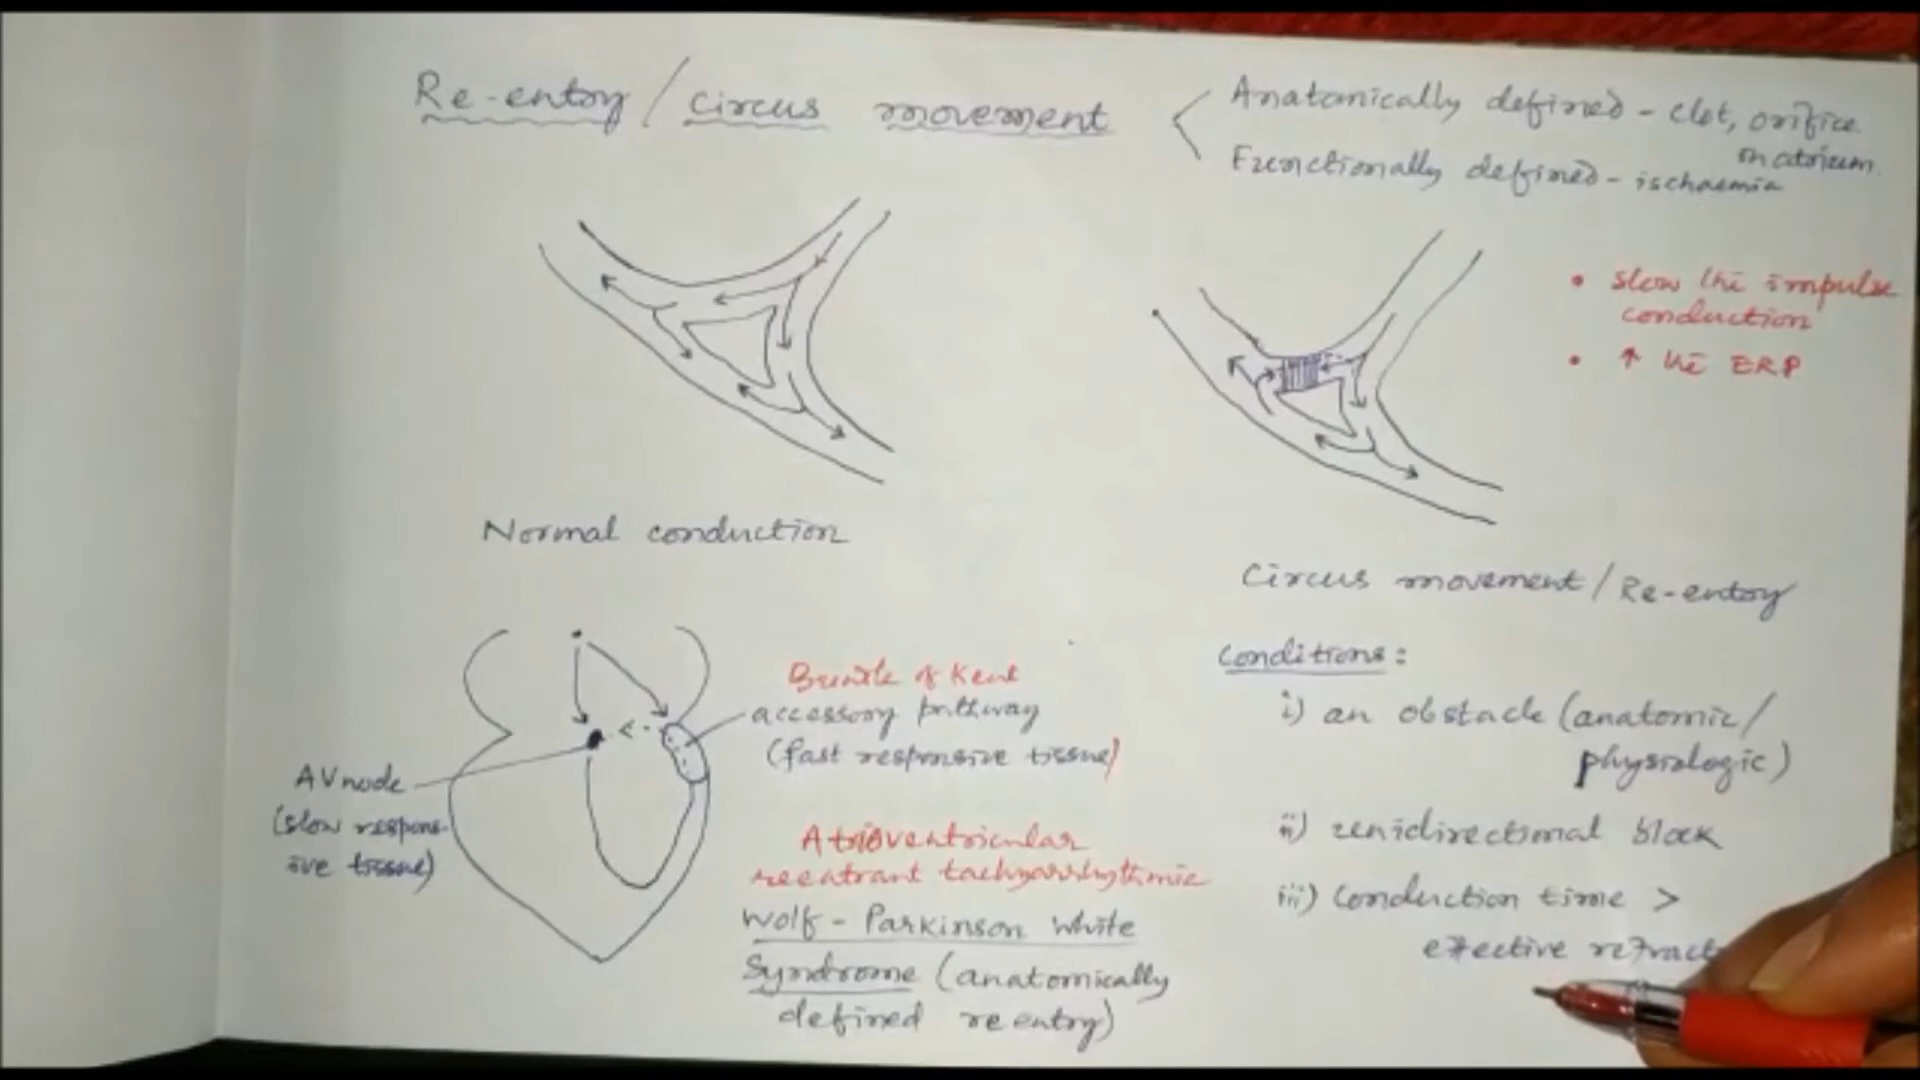 Re-entry / circus movement
Anatomically defined - clot, orifice
in atrium
Functionally defined - ischaemia
• slow the impulse
conduction
• ↑ the ERP
Normal conduction
Circus movement / Re-entry
Bundle of Kent
accessory pathway
(fast responsive tissue)
AV node
(slow respons-
ive tissue)
Atrioventricular
reentrant tachyarrhythmia
Wolf - Parkinson White
Syndrome (anatomically
defined re entry)
Conditions:
i) an obstacle (anatomic/
physiologic)
ii) unidirectional block
iii) Conduction time >
effective refract